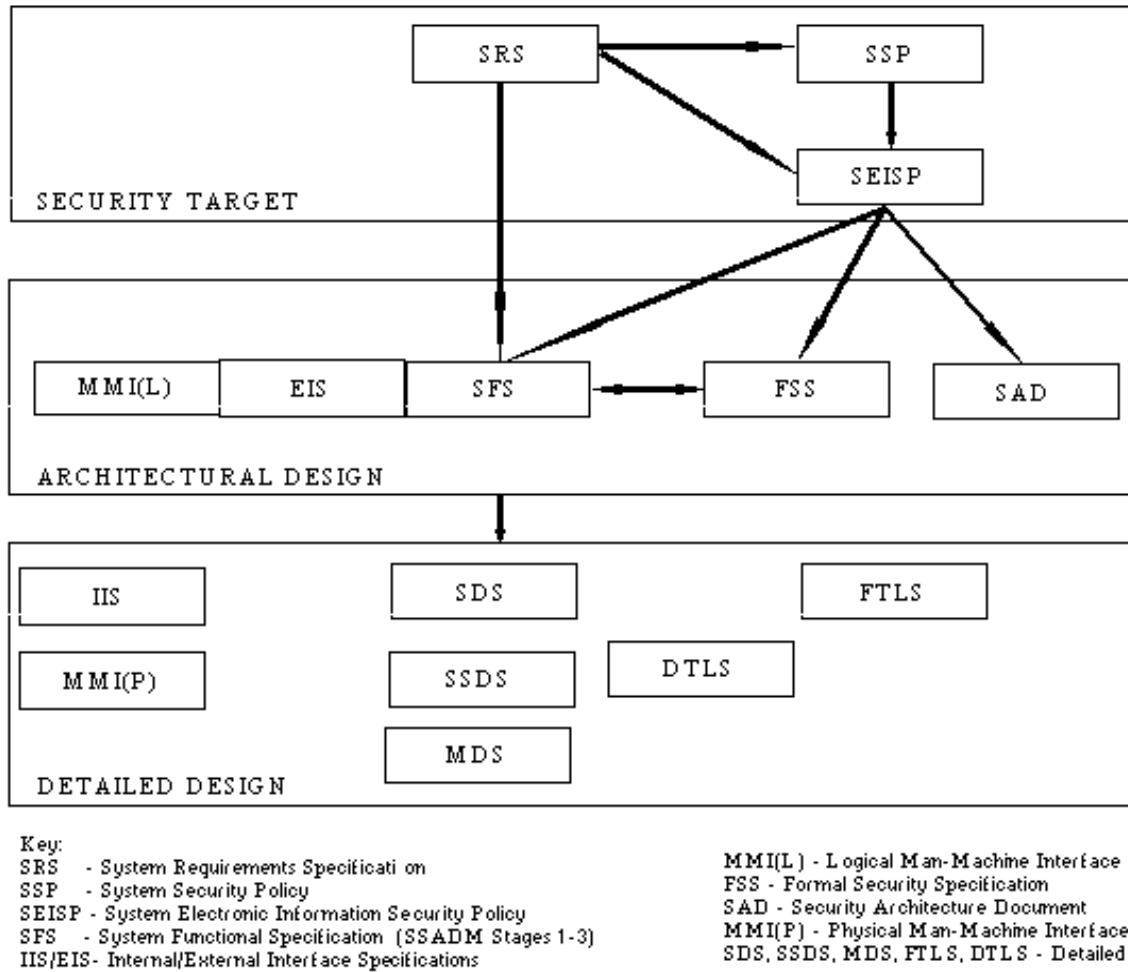 SRS
SSP
SEISP
SECURITY TARGET
MMI(L)
EIS
SFS
FSS
SAD
ARCHITECTURAL DESIGN
IIS
SDS
FTLS
MMI(P)
SSDS
DTLS
MDS
DETAILED DESIGN
Key:
SRS - System Requirements Specification
SSP - System Security Policy
SEISP - System Electronic Information Security Policy
SFS - System Functional Specification (SSADM Stages 1-3)
IIS/EIS- Internal/External Interface Specifications
MMI(L) - Logical Man-Machine Interface
FSS - Formal Security Specification
SAD - Security Architecture Document
MMI(P) - Physical Man-Machine Interface
SDS, SSDS, MDS, FTLS, DTLS - Detailed